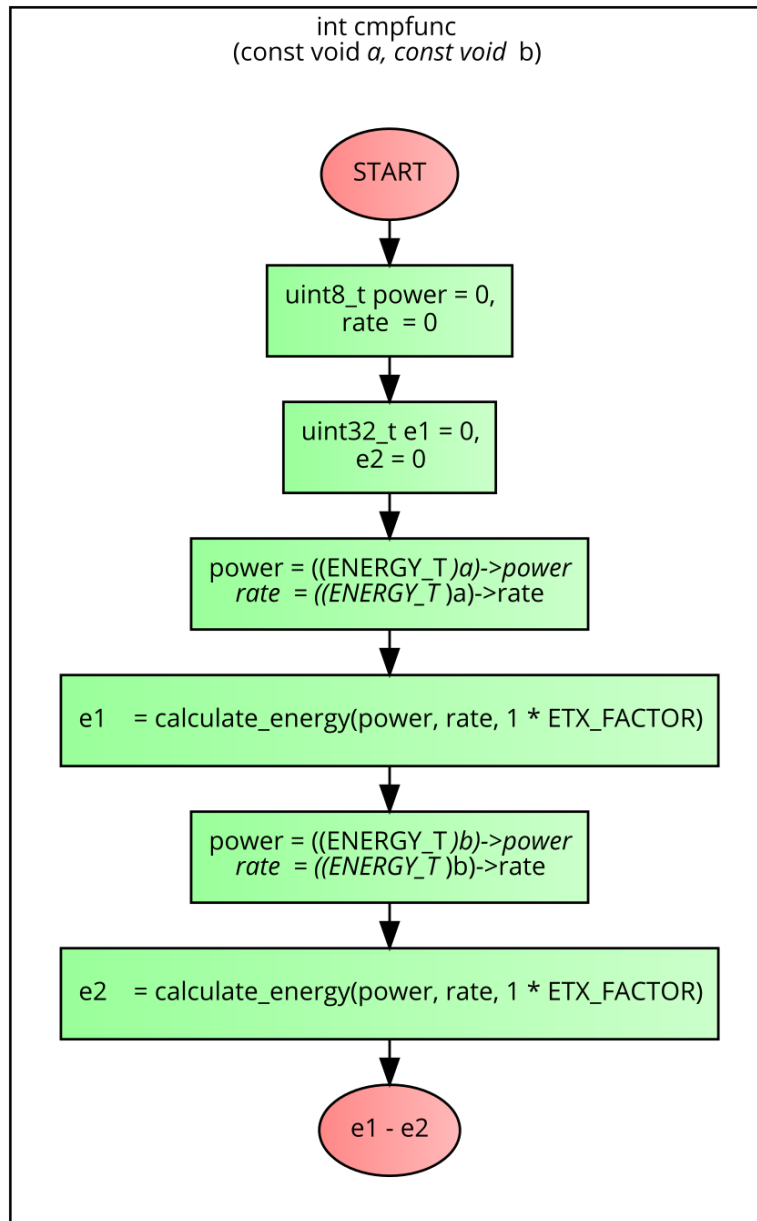 int cmpfunc
(const void a, const void  b)
START
uint8_t power = 0,
rate  = 0
uint32_t e1 = 0,
e2 = 0
power = ((ENERGY_T )a)->power
rate  = ((ENERGY_T )a)->rate
e1    = calculate_energy(power, rate, 1 * ETX_FACTOR)
power = ((ENERGY_T )b)->power
rate  = ((ENERGY_T )b)->rate
e2    = calculate_energy(power, rate, 1 * ETX_FACTOR)
e1 - e2